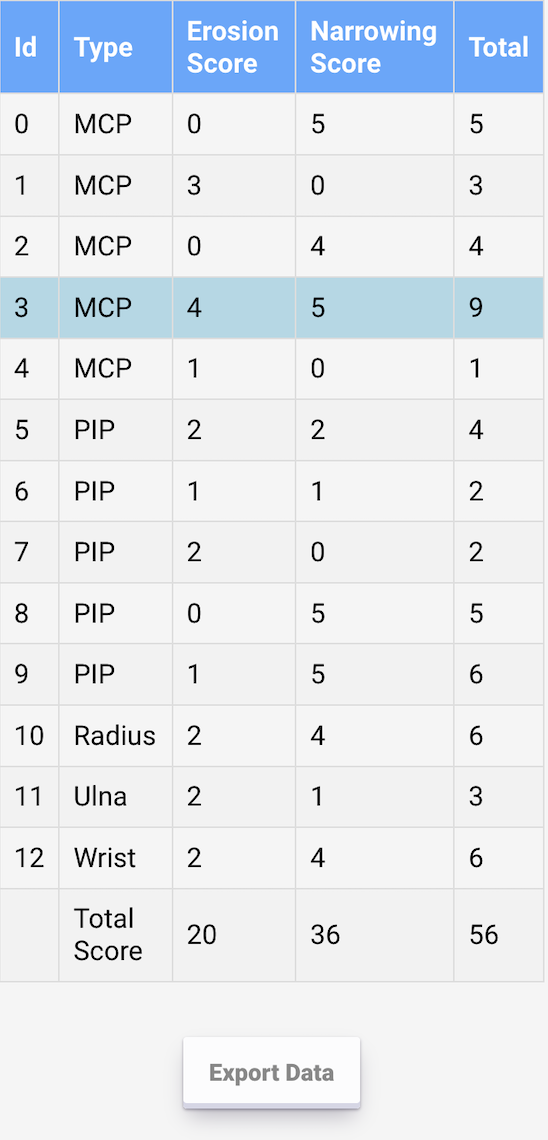 Id Type Erosion Score Narrowing Score Total
0 MCP 0 5 5
1 MCP 3 0 3
2 MCP 0 4 4
3 MCP 4 5 9
4 MCP 1 0 1
5 PIP 2 2 4
6 PIP 1 1 2
7 PIP 2 0 2
8 PIP 0 5 5
9 PIP 1 5 6
10 Radius 2 4 6
11 Ulna 2 1 3
12 Wrist 2 4 6
Total Score 20 36 56
Export Data